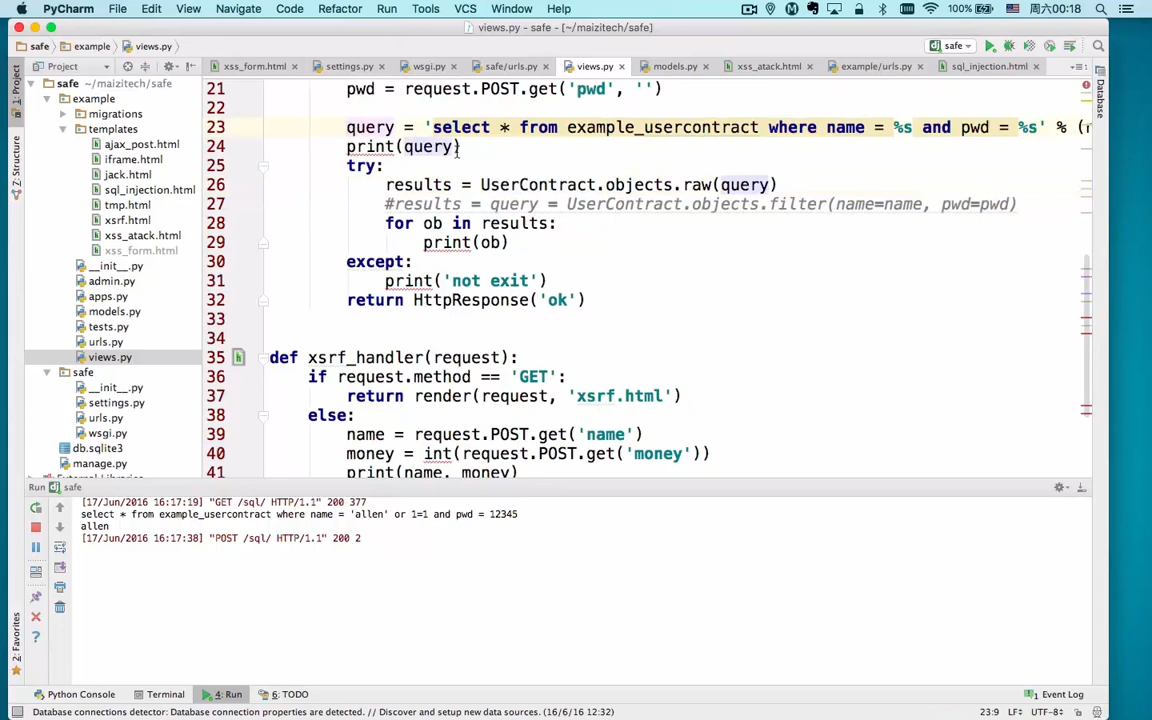 PyCharm File Edit View Navigate Code Refactor Run Tools VCS Window Help 100% 周六00:18
views.py - safe - [~/maizitech/safe]
safe example views.py safe
Project xss_form.html settings.py wsgi.py safe/urls.py views.py models.py xss_atack.html example/urls.py sql_injection.html
1: Project
7: Structure
2: Favorites
Database
safe ~/maizitech/safe
example
migrations
templates
ajax_post.html
iframe.html
jack.html
sql_injection.html
tmp.html
xsrf.html
xss_atack.html
xss_form.html
__init__.py
admin.py
apps.py
models.py
tests.py
urls.py
views.py
safe
__init__.py
settings.py
urls.py
wsgi.py
db.sqlite3
manage.py
External Libraries
21 pwd = request.POST.get('pwd', '')
22
23 query = 'select * from example_usercontract where name = %s and pwd = %s' % (
24 print(query)
25 try:
26 results = UserContract.objects.raw(query)
27 #results = query = UserContract.objects.filter(name=name, pwd=pwd)
28 for ob in results:
29 print(ob)
30 except:
31 print('not exit')
32 return HttpResponse('ok')
33
34
35 def xsrf_handler(request):
36 if request.method == 'GET':
37 return render(request, 'xsrf.html')
38 else:
39 name = request.POST.get('name')
40 money = int(request.POST.get('money'))
41 print(name, money)
Run safe
[17/Jun/2016 16:17:19] "GET /sql/ HTTP/1.1" 200 377
select * from example_usercontract where name = 'allen' or 1=1 and pwd = 12345
allen
[17/Jun/2016 16:17:38] "POST /sql/ HTTP/1.1" 200 2
Python Console Terminal 4: Run 6: TODO 1 Event Log
Database connections detector: Database connection properties are detected. // Discover and setup new data sources. (16/6/16 12:32) 23:9 LF UTF-8